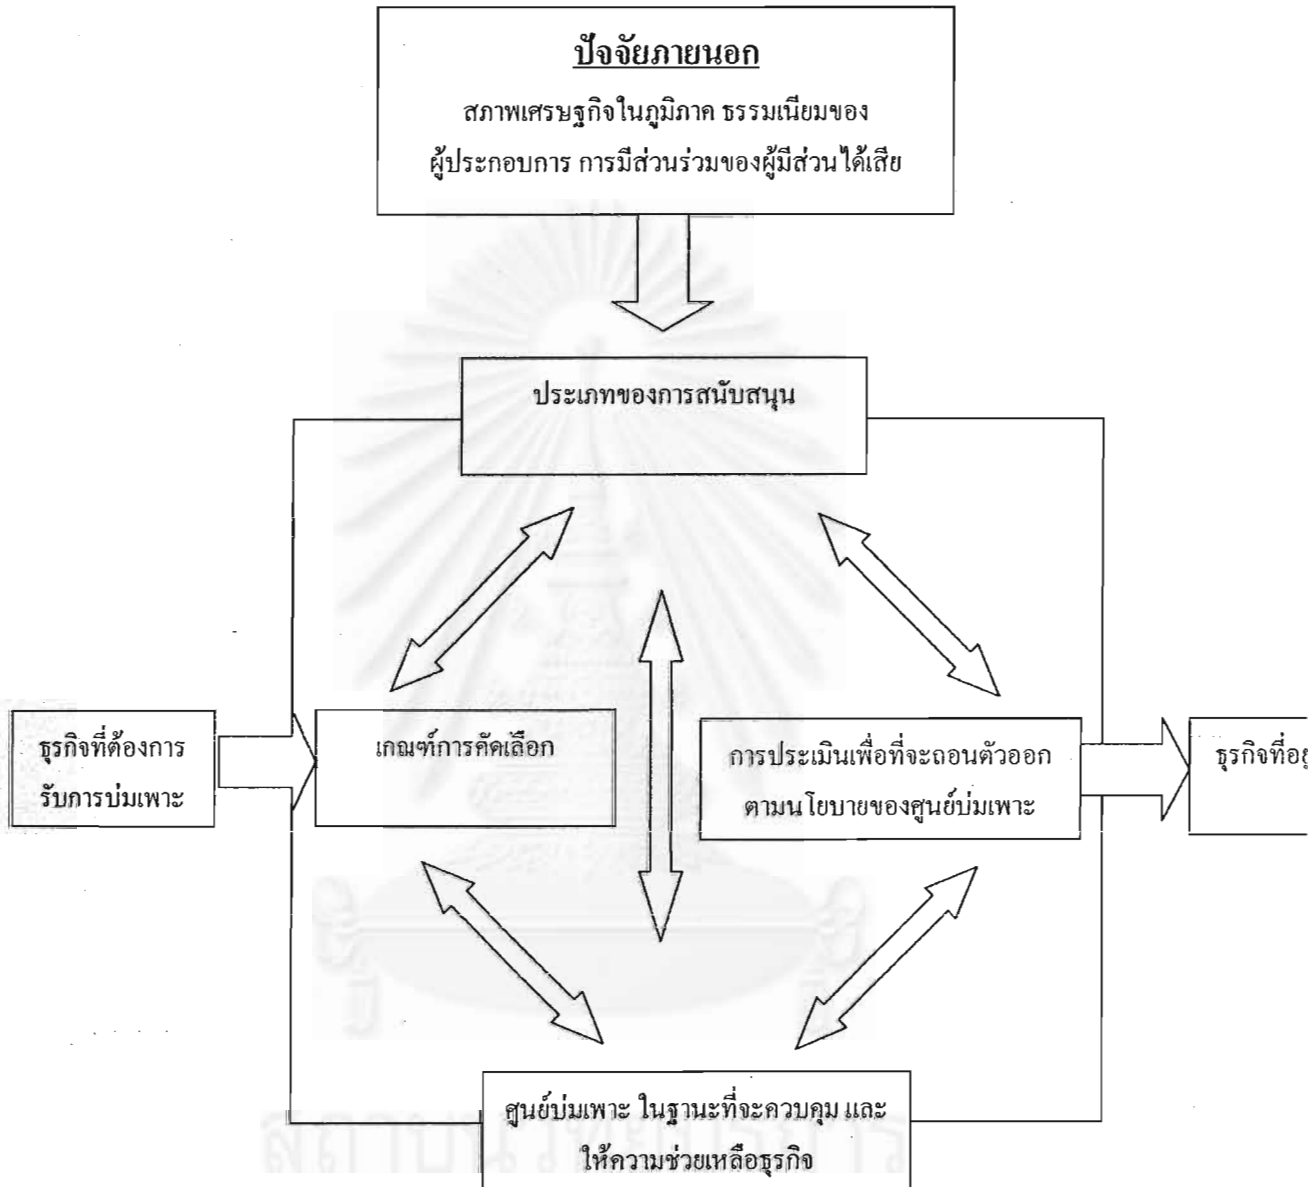 ปัจจัยภายนอก
สภาพเศรษฐกิจในภูมิภาค ธรรมเนียมของ
ผู้ประกอบการ การมีส่วนร่วมของผู้มีส่วนได้เสีย
ประเภทของการสนับสนุน
ธุรกิจที่ต้องการ
รับการบ่มเพาะ
เกณฑ์การคัดเลือก
การประเมินเพื่อที่จะถอนตัวออก
ตามนโยบายของศูนย์บ่มเพาะ
ธุรกิจที่
ศูนย์บ่มเพาะ ในฐานะที่จะควบคุม และ
ให้ความช่วยเหลือธุรกิจ